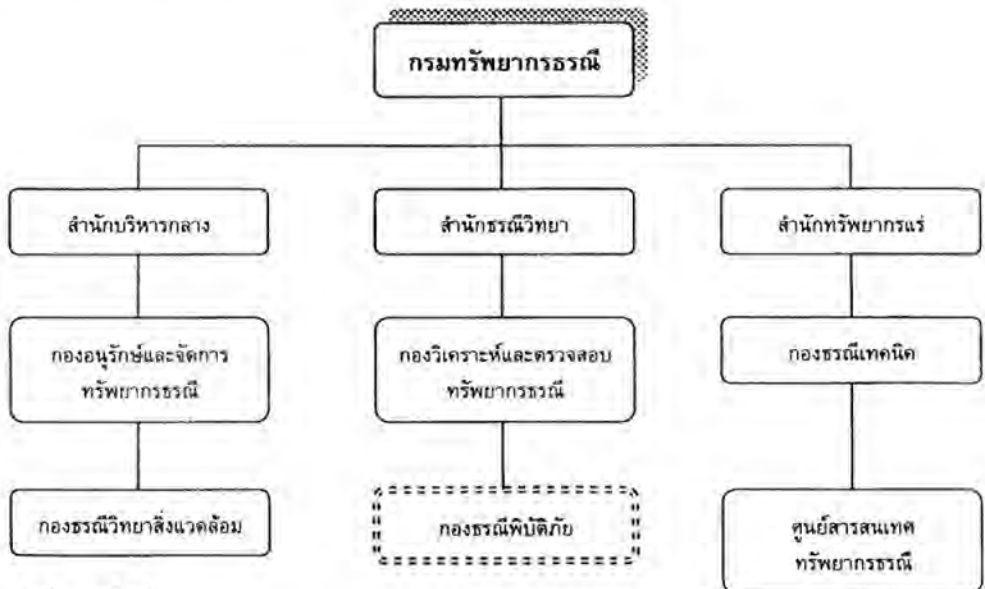 กรมทรัพยากรธรณี
สำนักบริหารกลาง
สำนักธรณีวิทยา
สำนักทรัพยากรแร่
กองอนุรักษ์และจัดการ
ทรัพยากรธรณี
กองวิเคราะห์และตรวจสอบ
ทรัพยากรธรณี
กองธรณีเทคนิค
กองธรณีวิทยาสิ่งแวดล้อม
กองธรณีพิบัติภัย
ศูนย์สารสนเทศ
ทรัพยากรธรณี